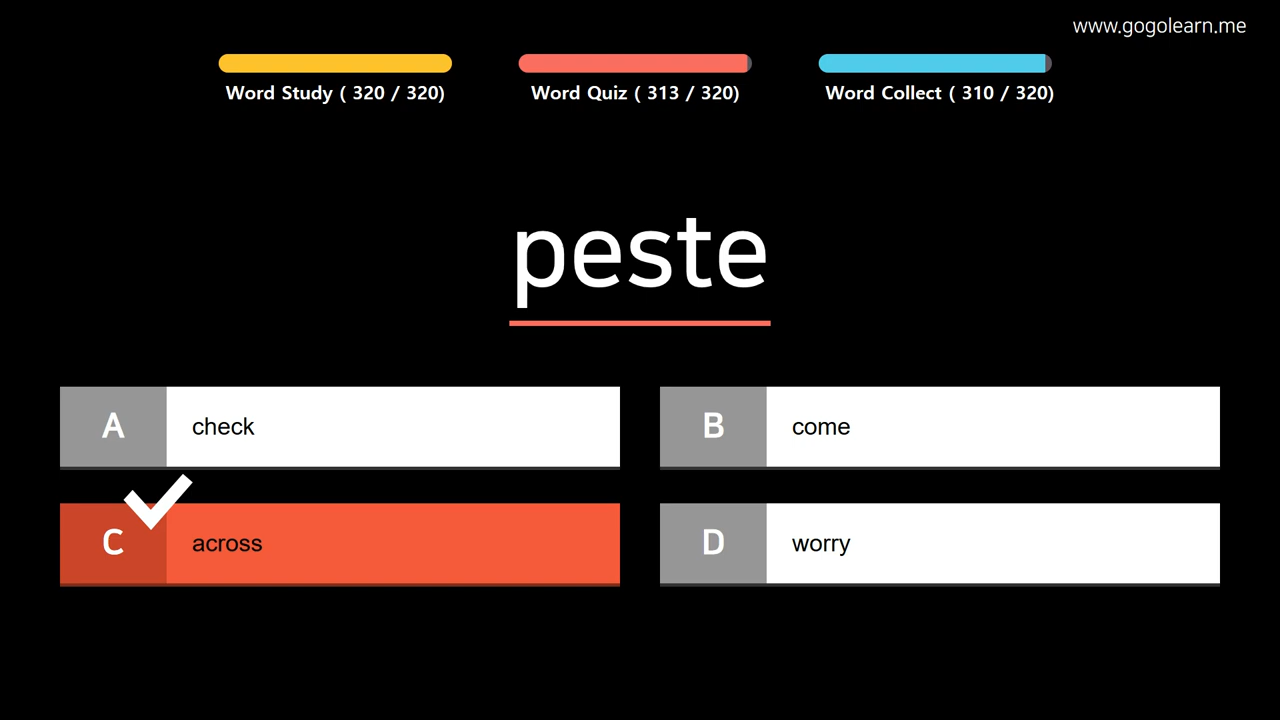 www.gogolearn.me
Word Study ( 320 / 320)
Word Quiz ( 313 / 320)
Word Collect ( 310 / 320)
peste
A check
B come
C across
D worry